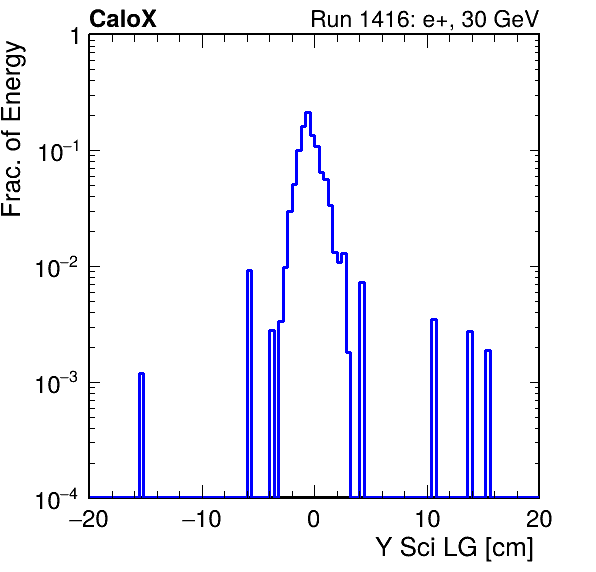 CaloX
Run 1416: e+, 30 GeV
Frac. of Energy
1
10⁻¹
10⁻²
10⁻³
10⁻⁴
−20
−10
0
10
20
Y Sci LG [cm]